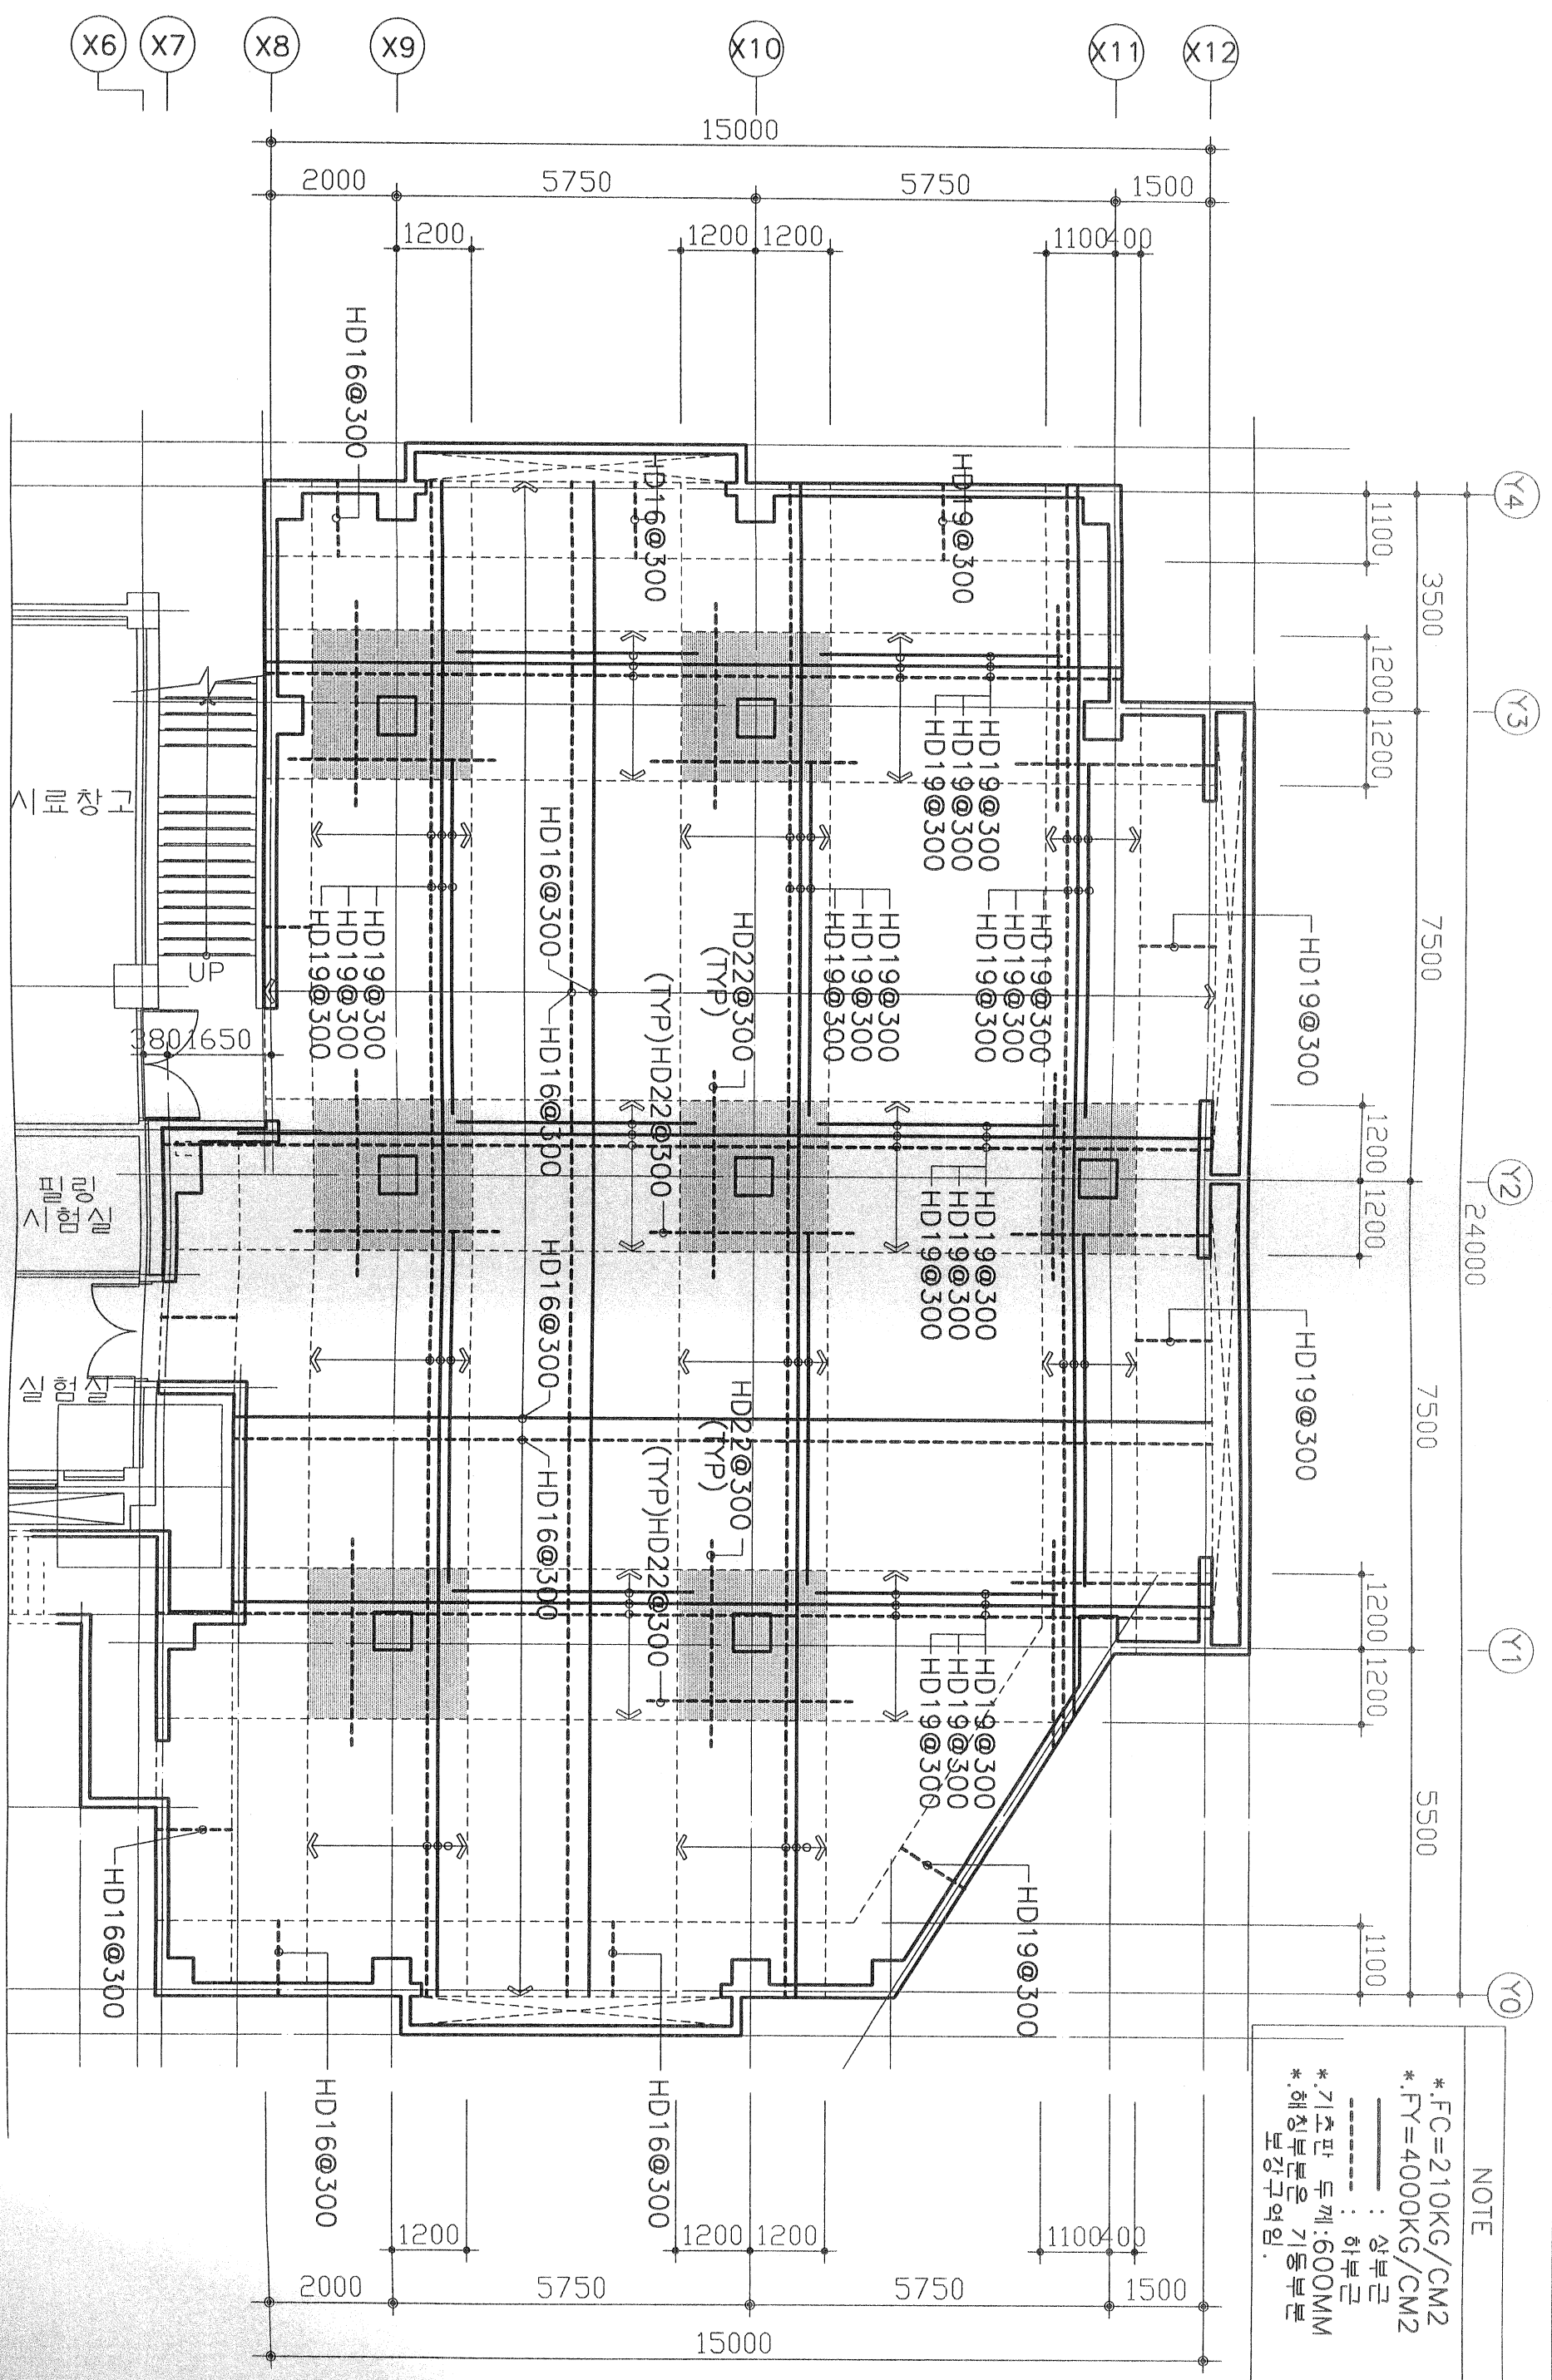 X6
X7
X8
X9
X10
X11
X12
15000
2000
5750
5750
1500
1200
1200
1200
1100
400
Y4
Y3
Y2
Y1
Y0
24000
3500
7500
7500
5500
1100
1200
1200
1200
1200
1200
1200
1100
HD16@300
HD16@300
HD19@300
HD19@300
HD19@300
HD19@300
HD16@300
HD19@300
HD19@300
HD19@300
HD22@300
(TYP)
HD19@300
HD19@300
HD19@300
HD19@300
HD19@300
HD19@300
HD19@300
시료창고
UP
380
1650
HD16@300
(TYP)HD22@300
HD19@300
HD19@300
HD19@300
필링
시험실
HD16@300
HD19@300
실험실
HD22@300
(TYP)
HD16@300
(TYP)HD22@300
HD19@300
HD19@300
HD19@300
HD16@300
HD19@300
HD16@300
HD16@300
1200
1200
1200
1100
400
2000
5750
5750
1500
15000
NOTE
*.FC=210KG/CM2
*.FY=4000KG/CM2
: 상부근
: 하부근
*.기초판 두께:600MM
*.해칭부분은 기둥부분
보강구역임.